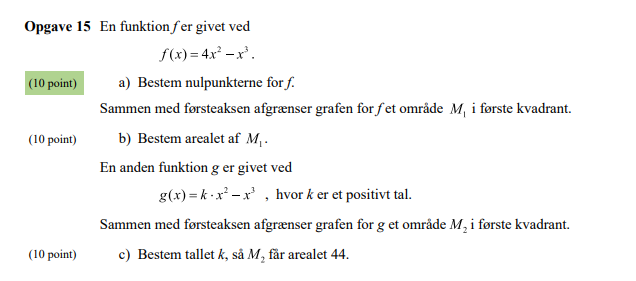 Opgave 15 En funktion f er givet ved
f(x) = 4x² – x³ .
(10 point) a) Bestem nulpunkterne for f.
Sammen med førsteaksen afgrænser grafen for f et område M₁ i første kvadrant.
(10 point) b) Bestem arealet af M₁.
En anden funktion g er givet ved
g(x) = k · x² – x³ , hvor k er et positivt tal.
Sammen med førsteaksen afgrænser grafen for g et område M₂ i første kvadrant.
(10 point) c) Bestem tallet k, så M₂ får arealet 44.